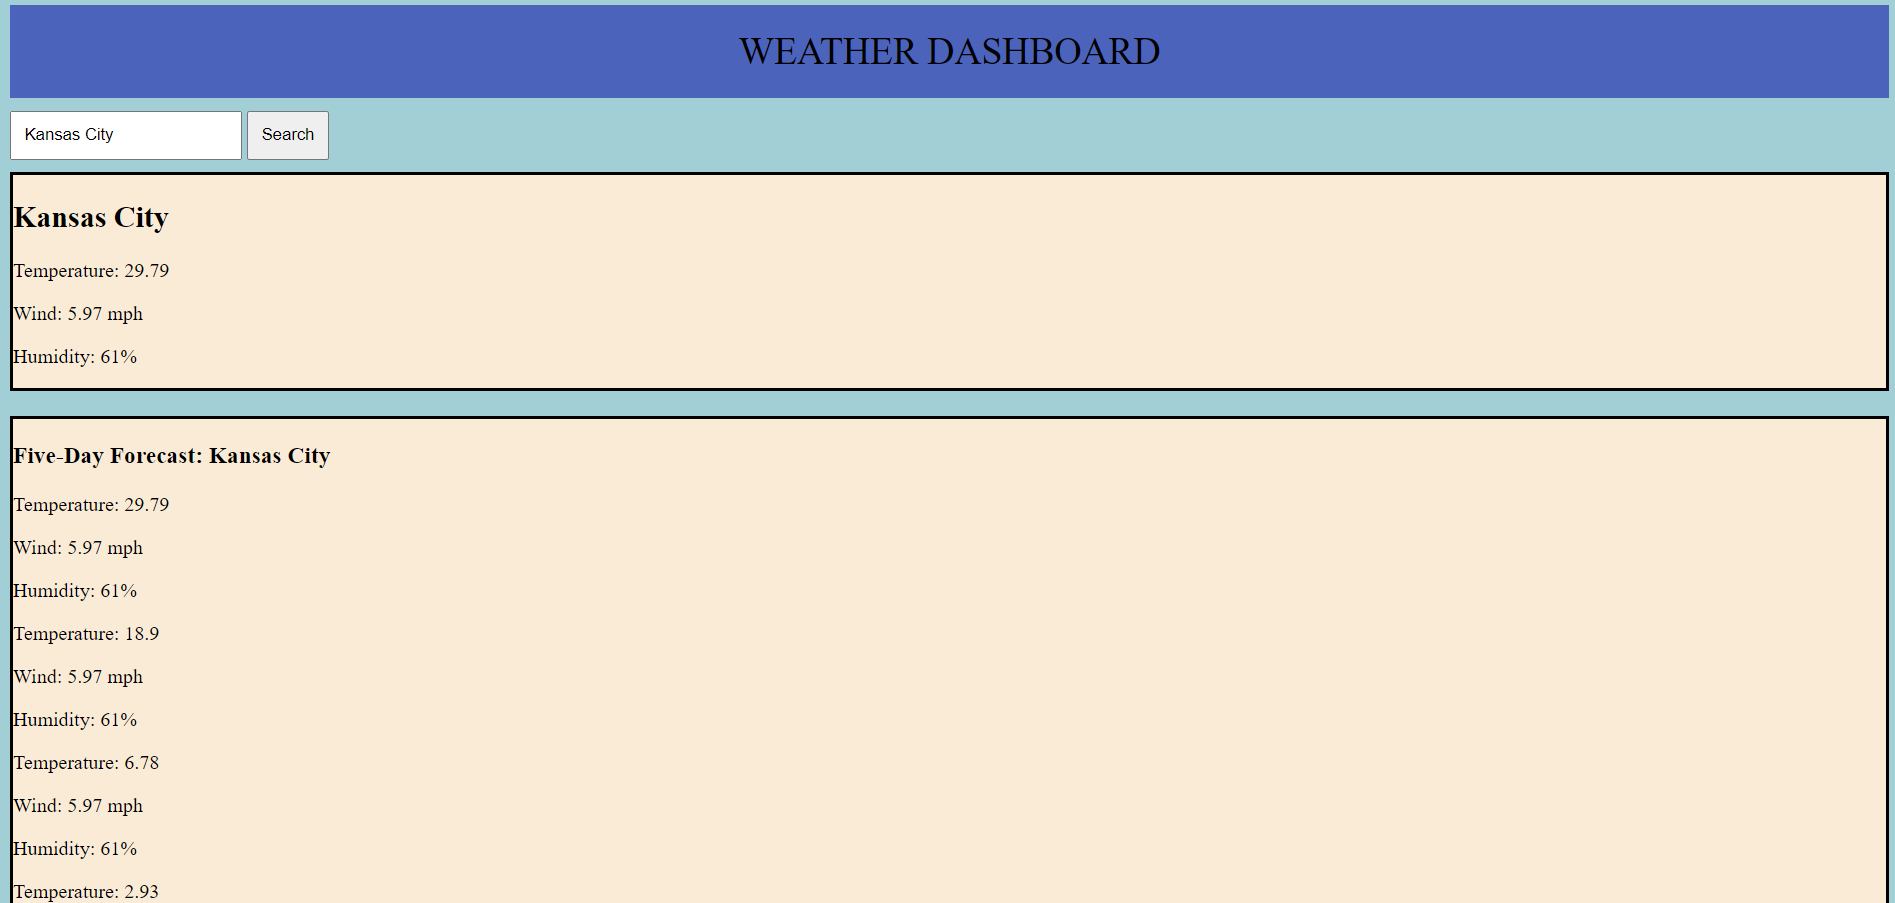 WEATHER DASHBOARD
Kansas City Search
Kansas City
Temperature: 29.79
Wind: 5.97 mph
Humidity: 61%
Five-Day Forecast: Kansas City
Temperature: 29.79
Wind: 5.97 mph
Humidity: 61%
Temperature: 18.9
Wind: 5.97 mph
Humidity: 61%
Temperature: 6.78
Wind: 5.97 mph
Humidity: 61%
Temperature: 2.93